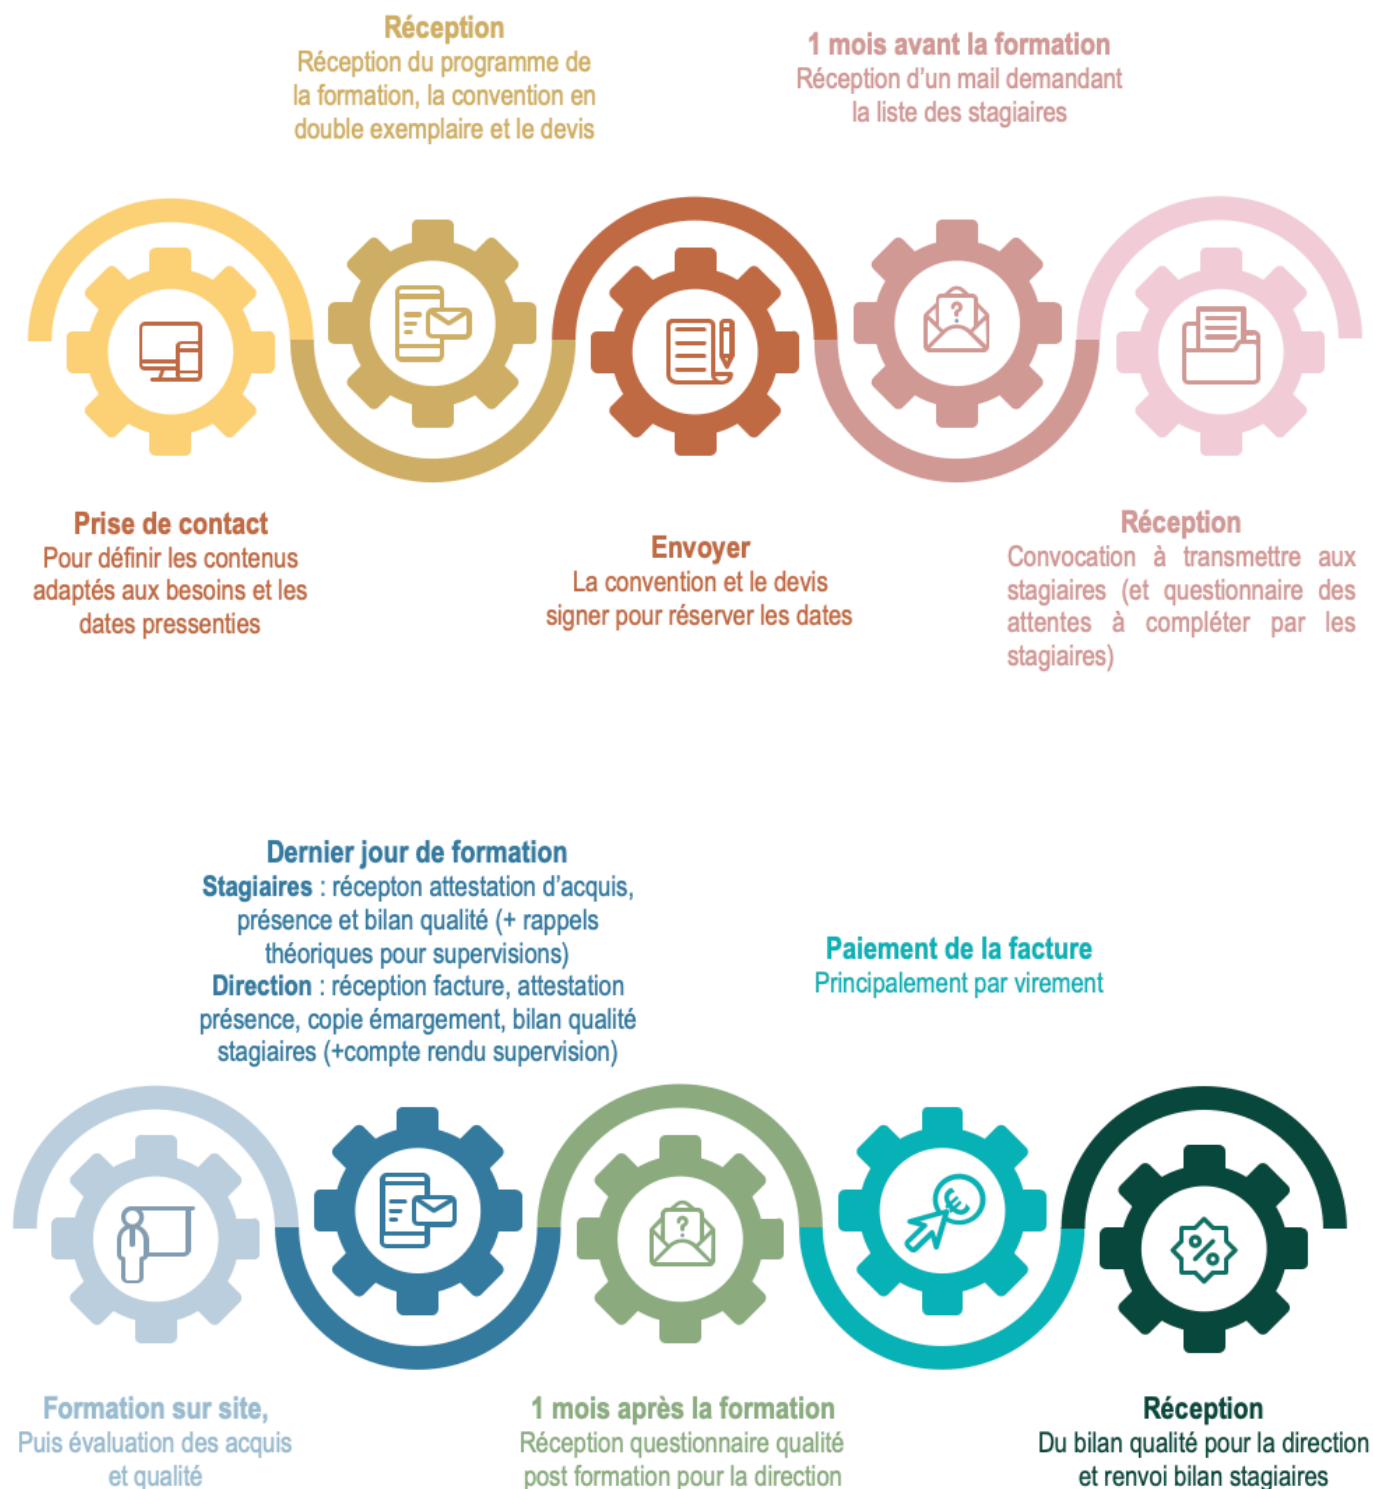 Réception
Réception du programme de
la formation, la convention en
double exemplaire et le devis
1 mois avant la formation
Réception d'un mail demandant
la liste des stagiaires
?
Prise de contact
Pour définir les contenus
adaptés aux besoins et les
dates pressenties
Envoyer
La convention et le devis
signer pour réserver les dates
Réception
Convocation à transmettre aux
stagiaires (et questionnaire des
attentes à compléter par les
stagiaires)
Dernier jour de formation
Stagiaires : récepton attestation d'acquis,
présence et bilan qualité (+ rappels
théoriques pour supervisions)
Direction : réception facture, attestation
présence, copie émargement, bilan qualité
stagiaires (+compte rendu supervision)
Paiement de la facture
Principalement par virement
?
€
%
Formation sur site,
Puis évaluation des acquis
et qualité
1 mois après la formation
Réception questionnaire qualité
post formation pour la direction
Réception
Du bilan qualité pour la direction
et renvoi bilan stagiaires